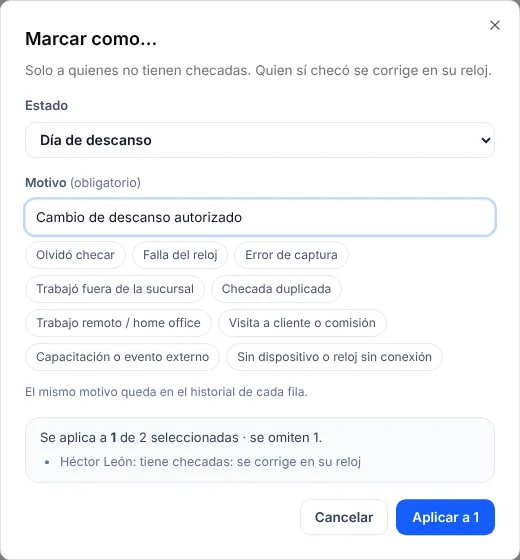 Marcar como...
Solo a quienes no tienen checadas. Quien sí checó se corrige en su reloj.
Estado
Día de descanso
Motivo (obligatorio)
Cambio de descanso autorizado
Olvidó checar
Falla del reloj
Error de captura
Trabajó fuera de la sucursal
Checada duplicada
Trabajo remoto / home office
Visita a cliente o comisión
Capacitación o evento externo
Sin dispositivo o reloj sin conexión
El mismo motivo queda en el historial de cada fila.
Se aplica a 1 de 2 seleccionadas · se omiten 1.
• Héctor León: tiene checadas: se corrige en su reloj
Cancelar
Aplicar a 1